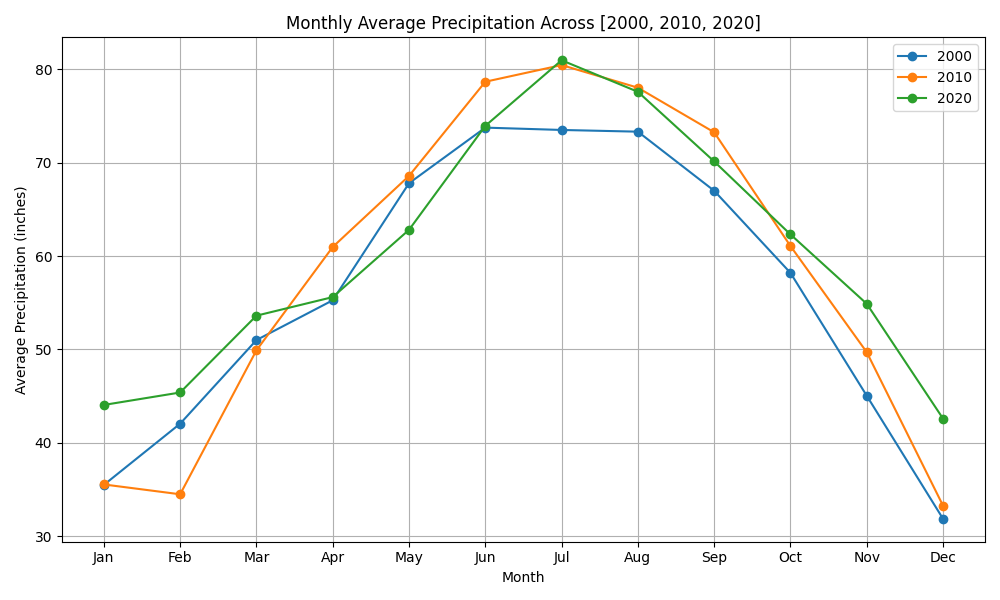 Monthly Average Precipitation Across [2000, 2010, 2020]
2000
2010
2020
Average Precipitation (inches)
80
70
60
50
40
30
Jan Feb Mar Apr May Jun Jul Aug Sep Oct Nov Dec
Month